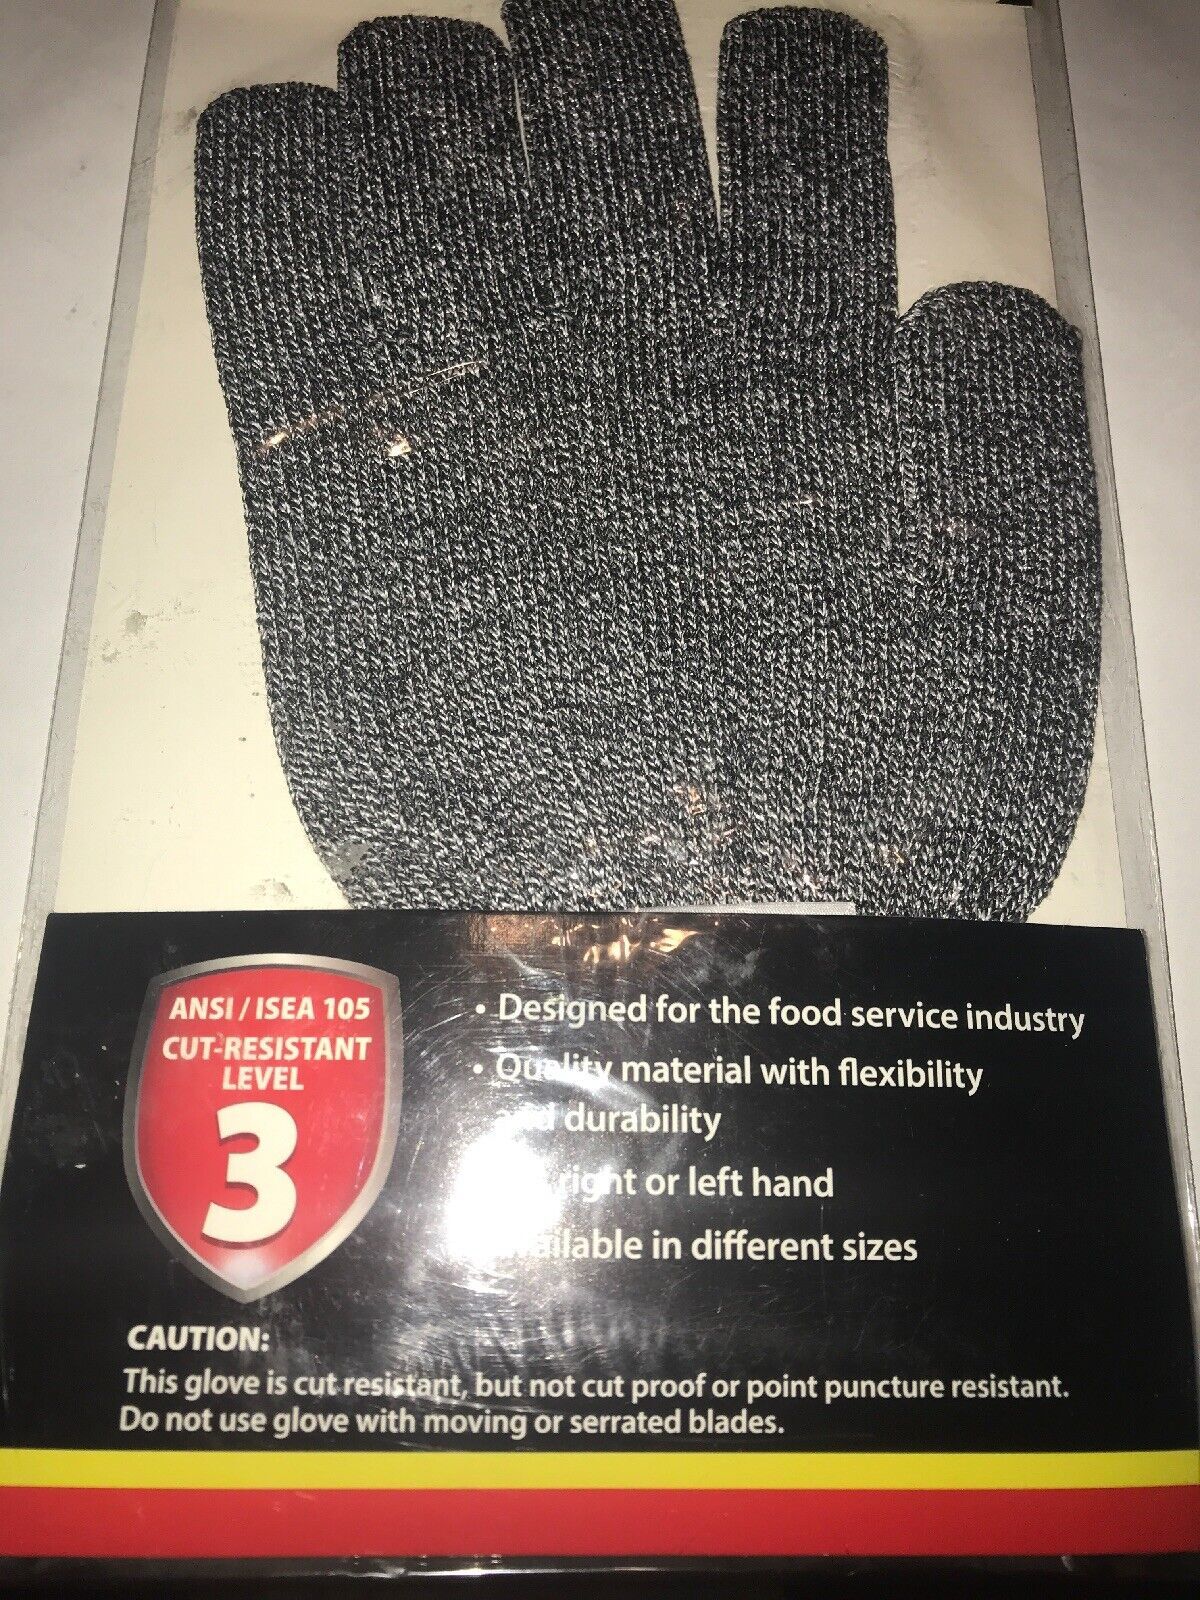 ANSI / ISEA 105
CUT-RESISTANT
LEVEL
3
• Designed for the food service industry
• Quality material with flexibility
and durability
right or left hand
available in different sizes
CAUTION:
This glove is cut resistant, but not cut proof or point puncture resistant.
Do not use glove with moving or serrated blades.